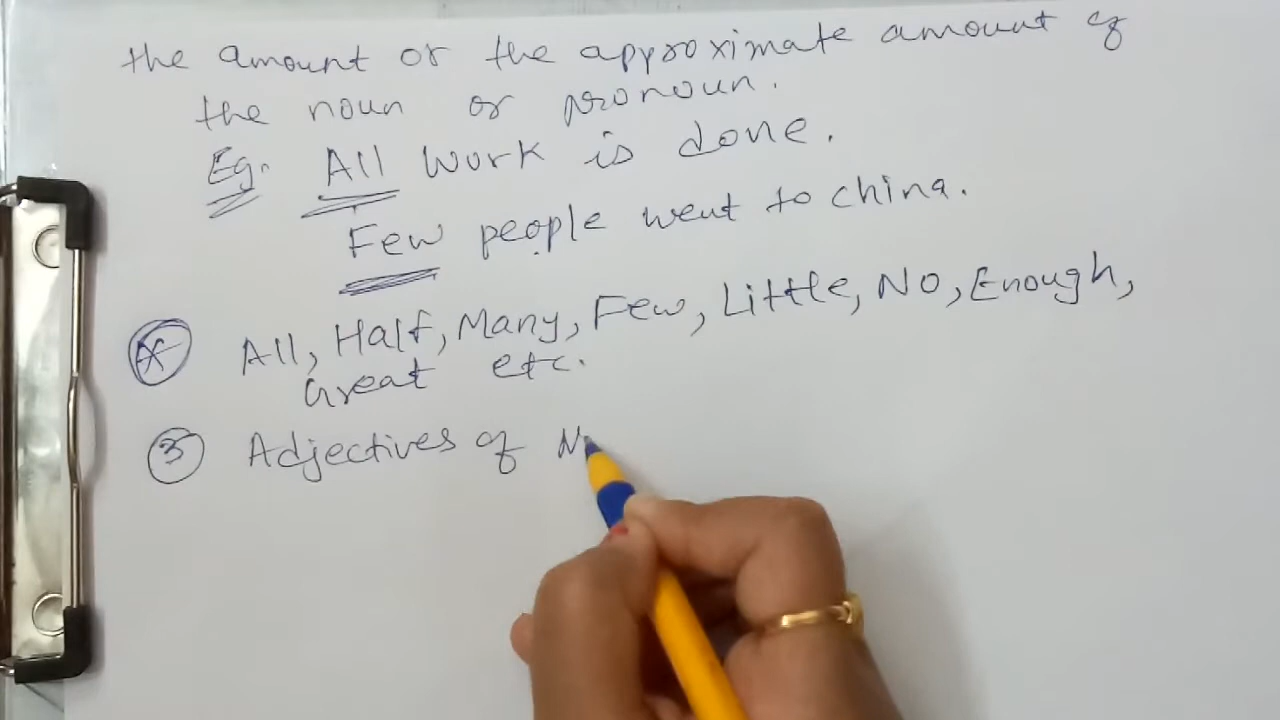 the amount or the approximate amount of
the noun or pronoun.
Eg: All work is done.
Few people went to china.
All, Half, Many, Few, Little, No, Enough,
Great etc.
3 Adjectives of N